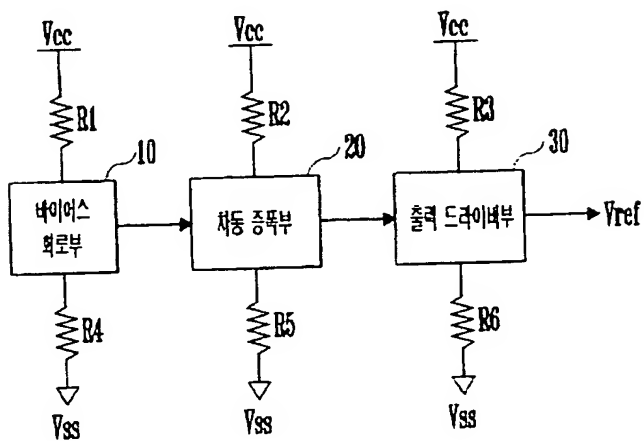 Vcc
Vcc
Vcc
R1
R2
R3
10
20
30
바이어스
회로부
차동 증폭부
출력 드라이버부
Vref
R4
R5
R6
Vss
Vss
Vss